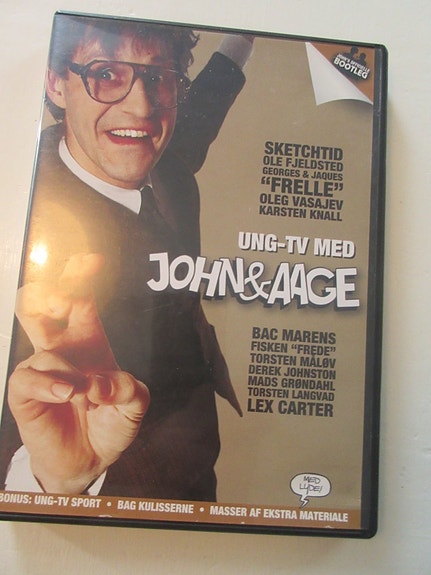 BOOTLEG
SKETCHTID
OLE FJELDSTED
GEORGES & JAQUES
"FRELLE"
OLEG VASAJEV
KARSTEN KNALL
UNG-TV MED
JOHN&AAGE
BAC MARENS
FISKEN "FREDE"
TORSTEN MÅLØV
DEREK JOHNSTON
MADS GRØNDAHL
TORSTEN LANGVAD
LEX CARTER
MED
LYDE!
BONUS: UNG-TV SPORT • BAG KULISSERNE • MASSER AF EKSTRA MATERIALE